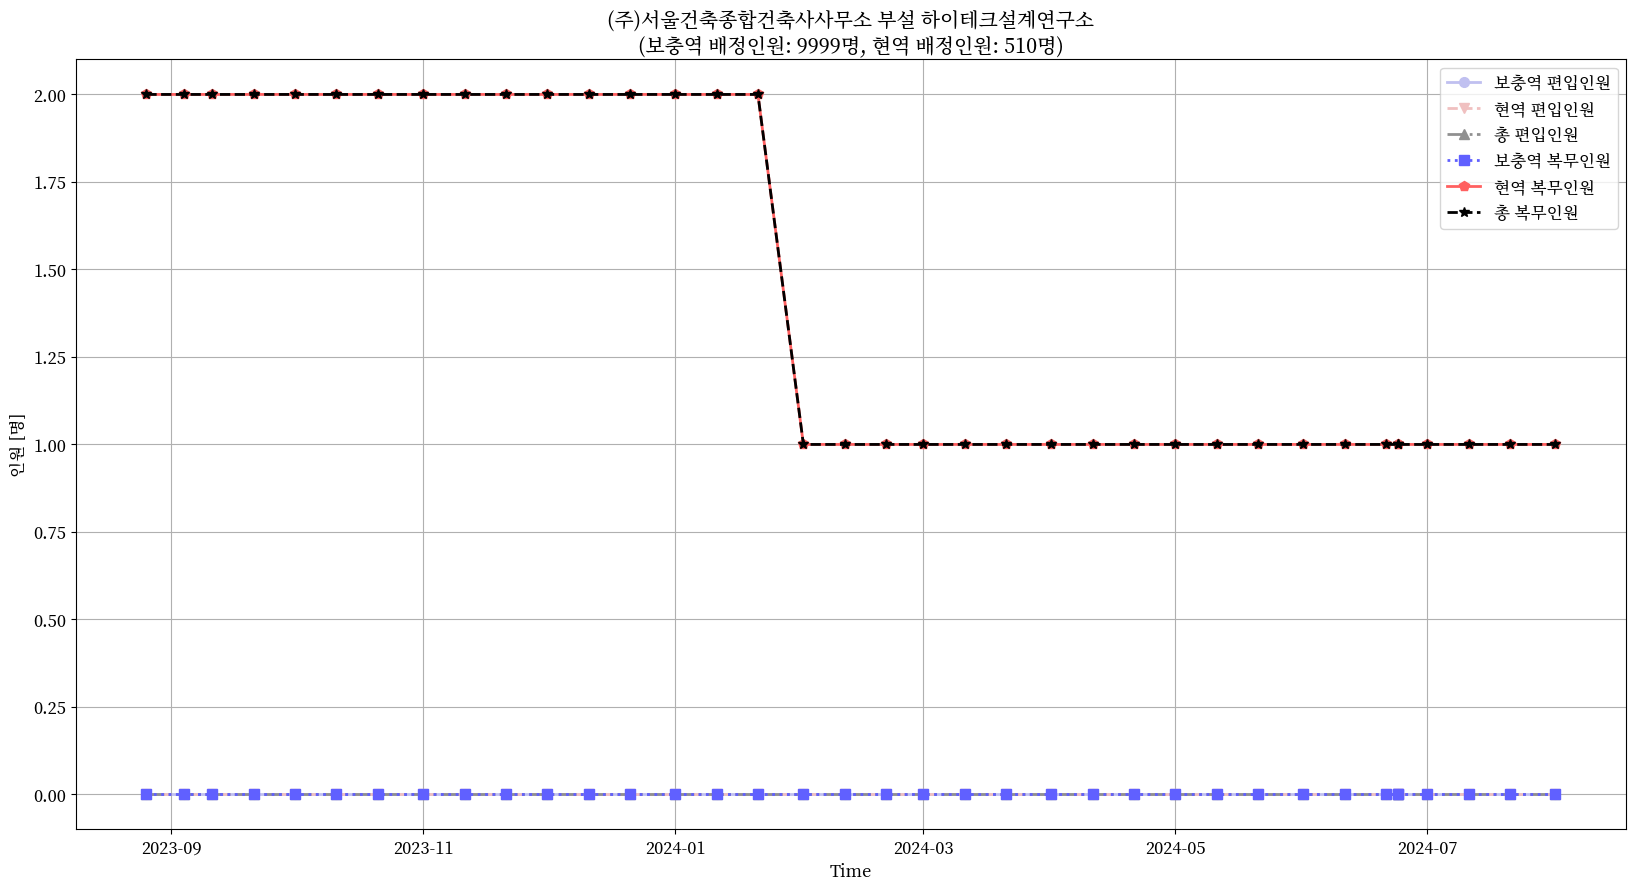 (주)서울건축종합건축사사무소 부설 하이테크설계연구소
(보충역 배정인원: 9999명, 현역 배정인원: 510명)
보충역 편입인원
현역 편입인원
총 편입인원
보충역 복무인원
현역 복무인원
총 복무인원
인원 [명]
2.00
1.75
1.50
1.25
1.00
0.75
0.50
0.25
0.00
2023-09
2023-11
2024-01
2024-03
2024-05
2024-07
Time